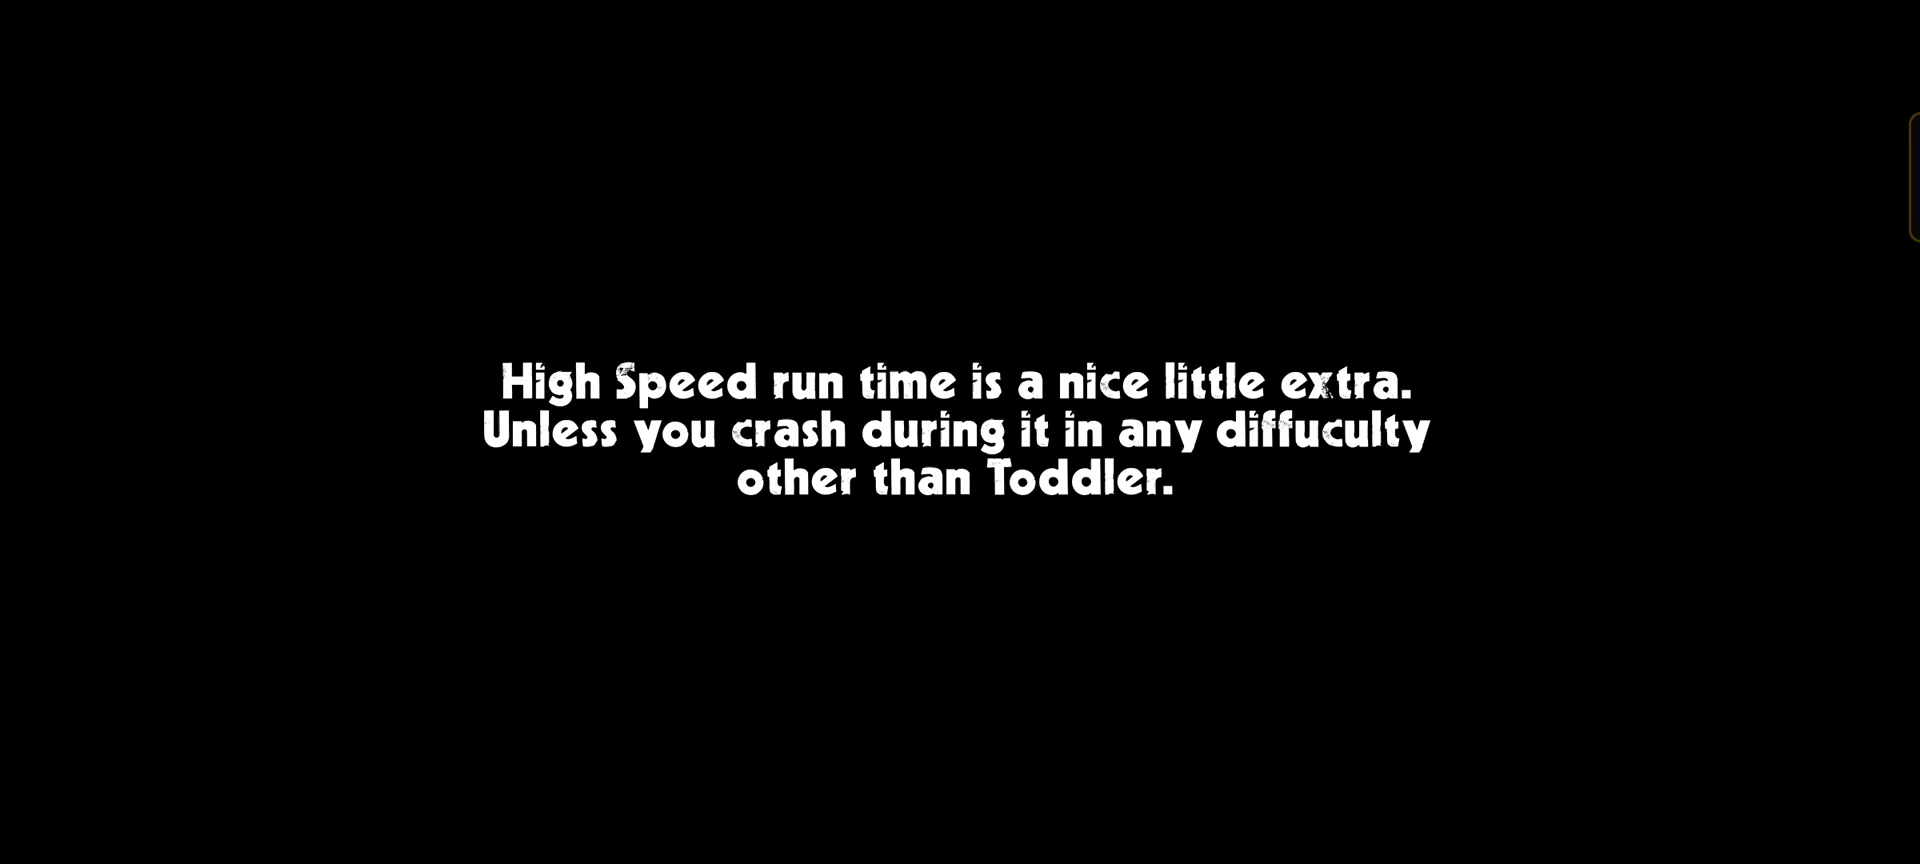 High Speed run time is a nice little extra.
Unless you crash during it in any diffuculty
other than Toddler.